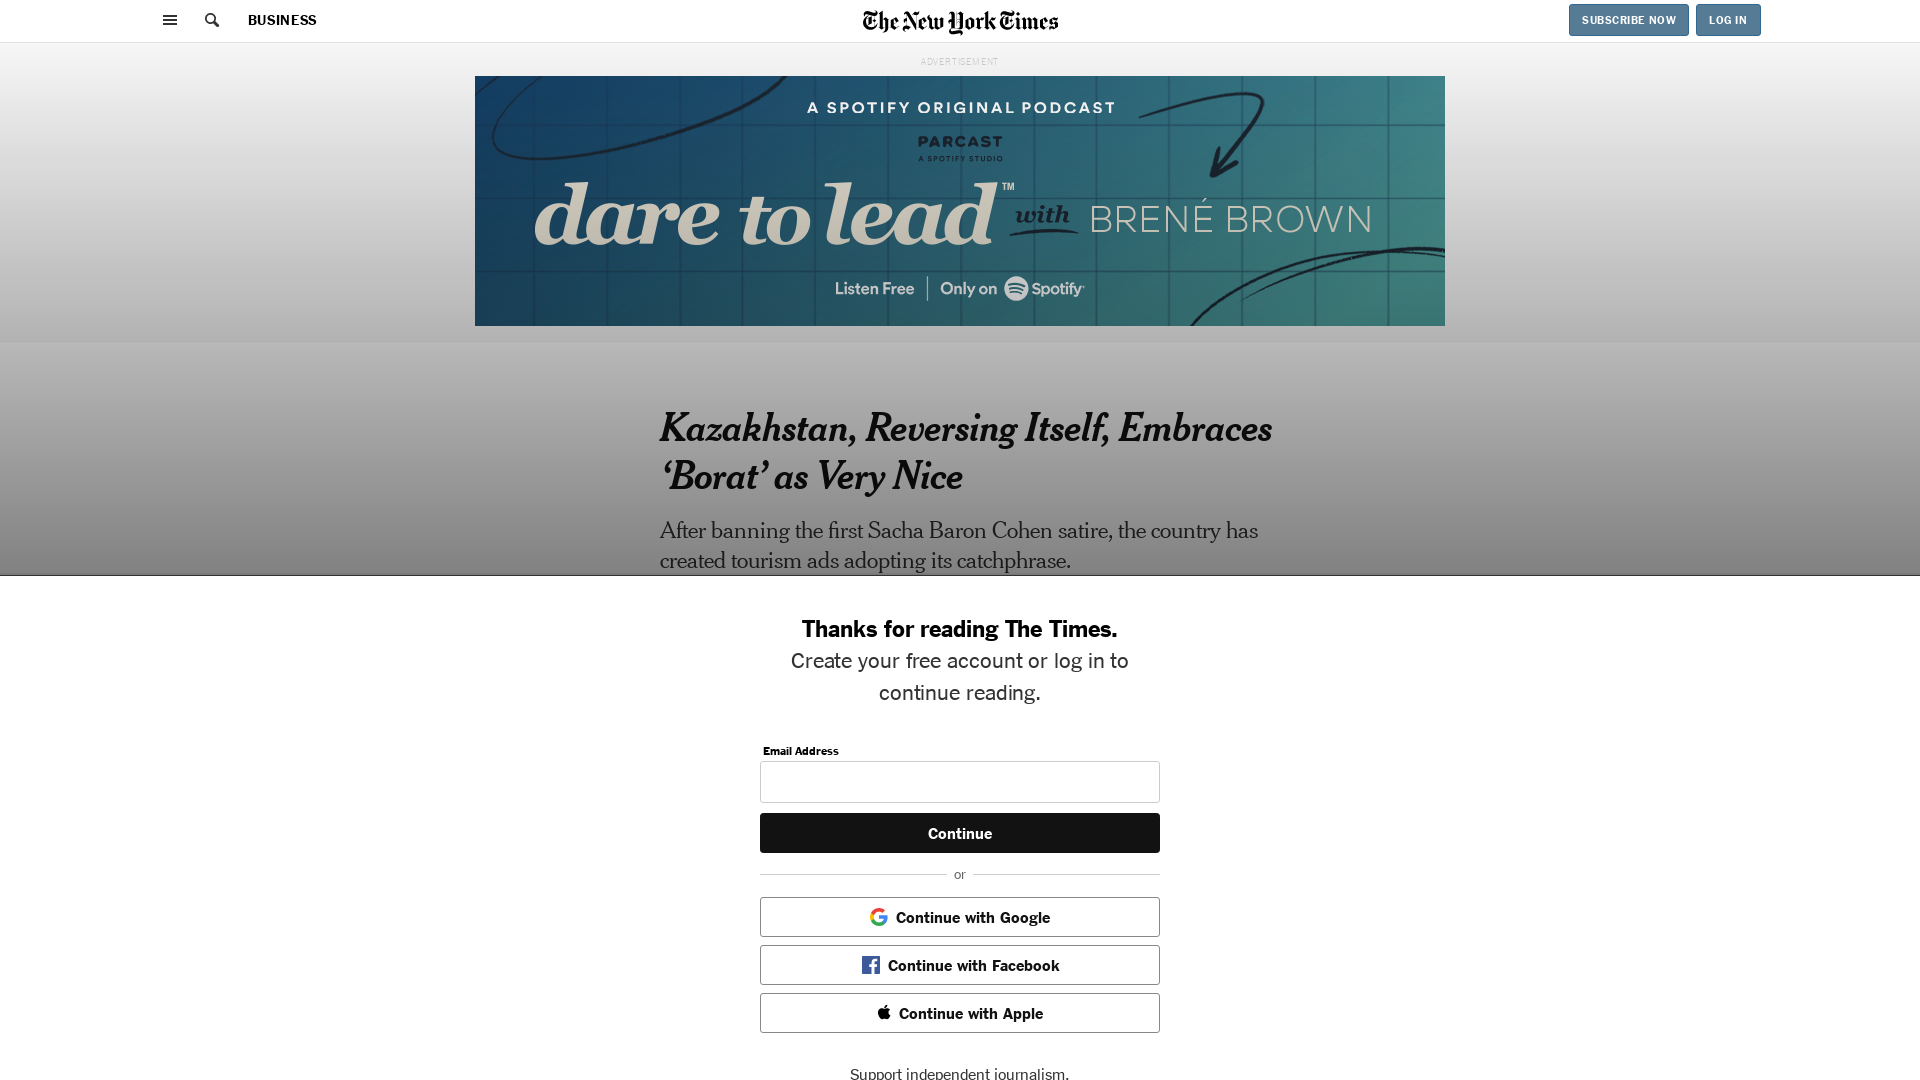 BUSINESS
The New York Times
SUBSCRIBE NOW
LOG IN
ADVERTISEMENT
A SPOTIFY ORIGINAL PODCAST
PARCAST
A SPOTIFY STUDIO
dare to lead™ with BRENÉ BROWN
Listen Free | Only on Spotify
Kazakhstan, Reversing Itself, Embraces
‘Borat’ as Very Nice
After banning the first Sacha Baron Cohen satire, the country has
created tourism ads adopting its catchphrase.
Thanks for reading The Times.
Create your free account or log in to
continue reading.
Email Address
Continue
or
Continue with Google
Continue with Facebook
Continue with Apple
Support independent journalism.